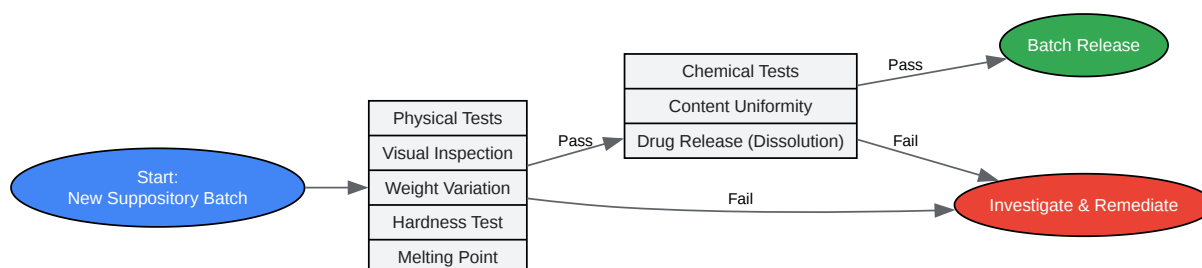 Start:
New Suppository Batch
Physical Tests
Visual Inspection
Weight Variation
Hardness Test
Melting Point
Pass
Fail
Chemical Tests
Content Uniformity
Drug Release (Dissolution)
Pass
Fail
Batch Release
Investigate & Remediate